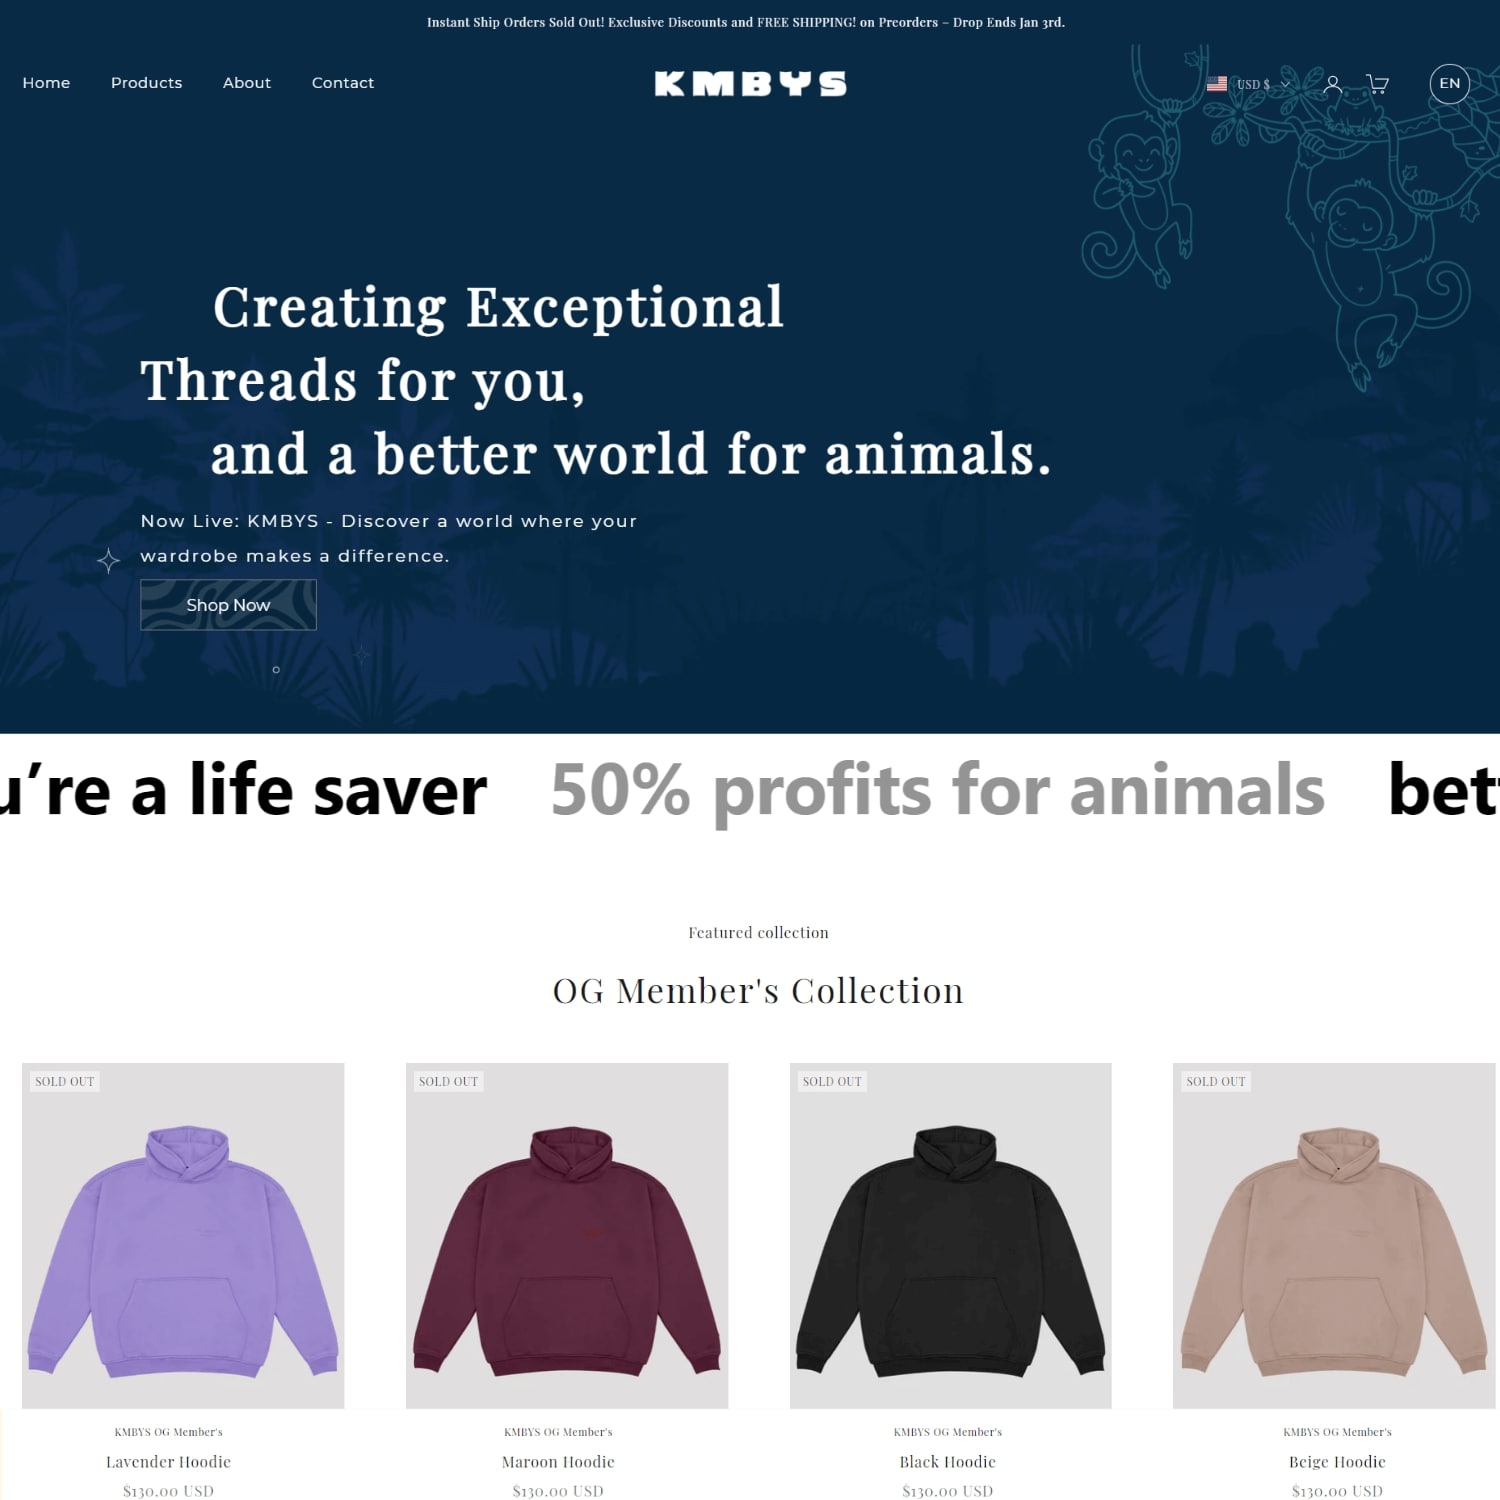 Instant Ship Orders Sold Out! Exclusive Discounts and FREE SHIPPING! on Preorders – Drop Ends Jan 3rd.
Home Products About Contact
KMBYS
USD $
EN
Creating Exceptional
Threads for you,
and a better world for animals.
Now Live: KMBYS - Discover a world where your
wardrobe makes a difference.
Shop Now
u’re a life saver 50% profits for animals bet
Featured collection
OG Member's Collection
SOLD OUT SOLD OUT SOLD OUT SOLD OUT
KMBYS OG Member's KMBYS OG Member's KMBYS OG Member's KMBYS OG Member's
Lavender Hoodie Maroon Hoodie Black Hoodie Beige Hoodie
$130.00 USD $130.00 USD $130.00 USD $130.00 USD